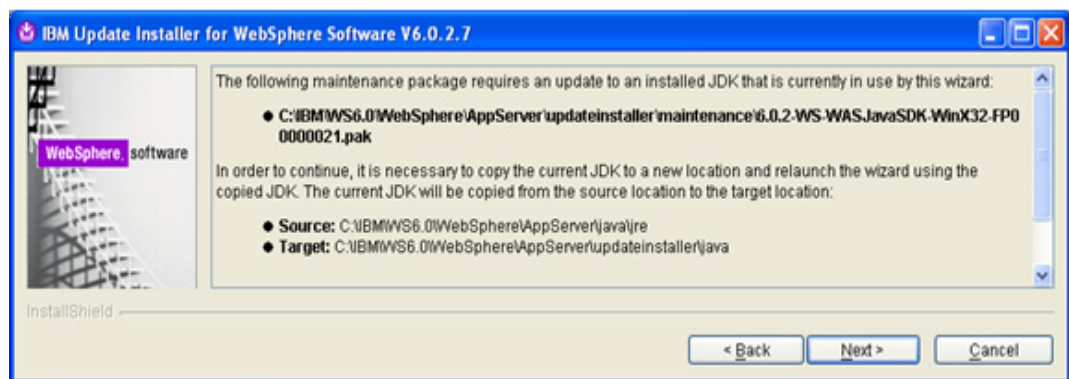 IBM Update Installer for WebSphere Software V6.0.2.7
The following maintenance package requires an update to an installed JDK that is currently in use by this wizard:
● C:\IBM\WS6.0\WebSphere\AppServer\updateinstaller\maintenance\6.0.2-WS-WASJavaSDK-WinX32-FP0
0000021.pak
WebSphere. software
In order to continue, it is necessary to copy the current JDK to a new location and relaunch the wizard using the
copied JDK. The current JDK will be copied from the source location to the target location:
● Source: C:\IBM\WS6.0\WebSphere\AppServer\java\jre
● Target: C:\IBM\WS6.0\WebSphere\AppServer\updateinstaller\java
InstallShield
< Back Next > Cancel